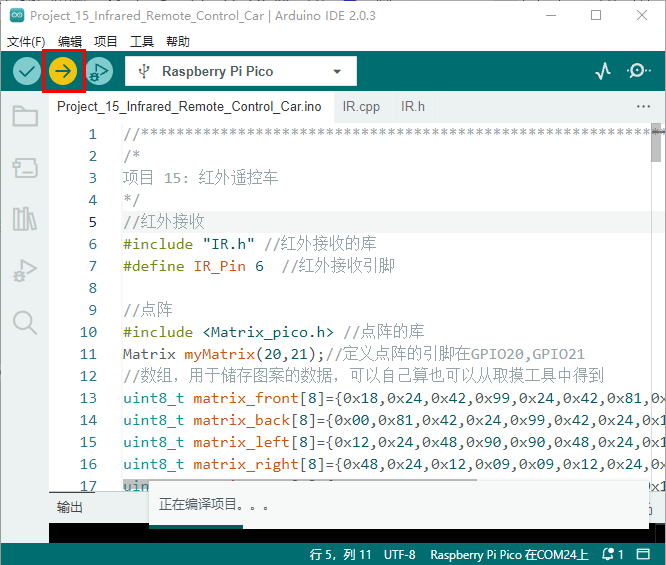 Project_15_Infrared_Remote_Control_Car | Arduino IDE 2.0.3
文件(F) 编辑 项目 工具 帮助
Raspberry Pi Pico
Project_15_Infrared_Remote_Control_Car.ino IR.cpp IR.h ...
1 //************************************************************
2 /*
3 项目 15: 红外遥控车
4 */
5 //红外接收
6 #include "IR.h" //红外接收的库
7 #define IR_Pin 6 //红外接收引脚
8
9 //点阵
10 #include <Matrix_pico.h> //点阵的库
11 Matrix myMatrix(20,21);//定义点阵的引脚在GPIO20,GPIO21
12 //数组，用于储存图案的数据，可以自己算也可以从取摸工具中得到
13 uint8_t matrix_front[8]={0x18,0x24,0x42,0x99,0x24,0x42,0x81,0x
14 uint8_t matrix_back[8]={0x00,0x81,0x42,0x24,0x99,0x42,0x24,0x1
15 uint8_t matrix_left[8]={0x12,0x24,0x48,0x90,0x90,0x48,0x24,0x1
16 uint8_t matrix_right[8]={0x48,0x24,0x12,0x09,0x09,0x12,0x24,0x
17
输出
正在编译项目。。。
行 5，列 11 UTF-8 Raspberry Pi Pico 在COM24上 1